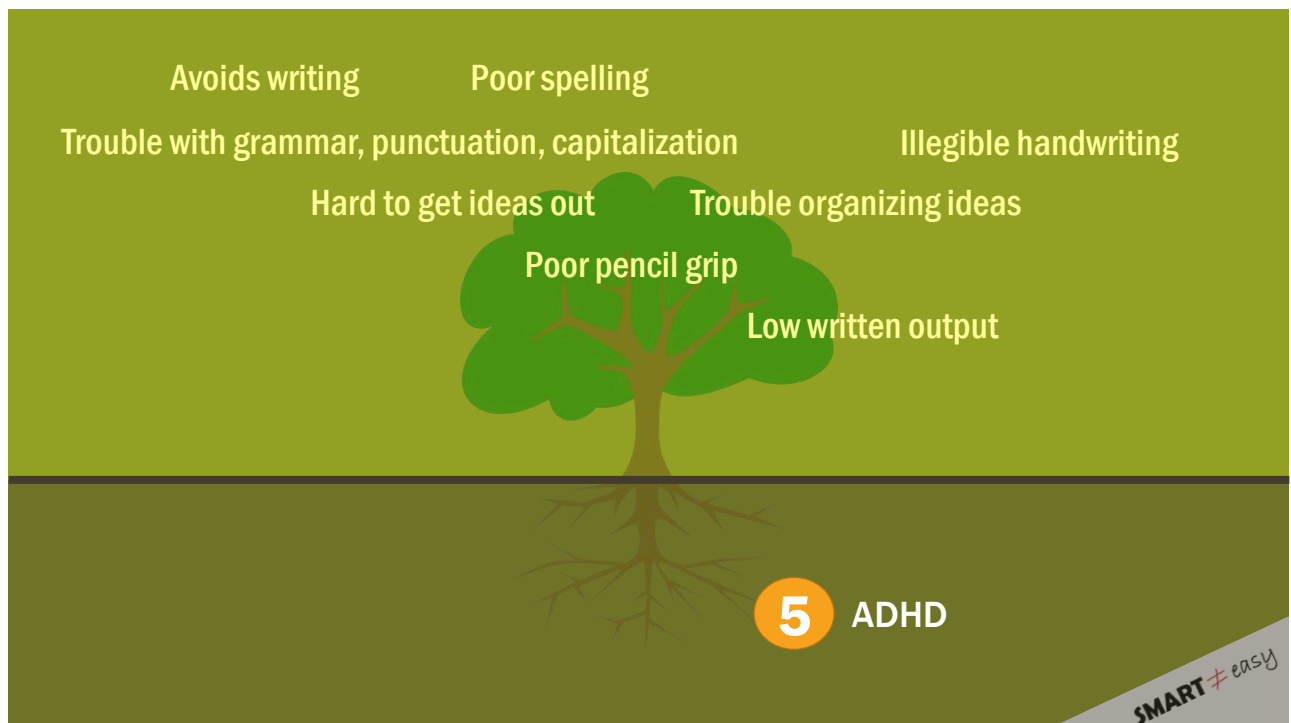 Avoids writing
Poor spelling
Trouble with grammar, punctuation, capitalization
Illegible handwriting
Hard to get ideas out
Trouble organizing ideas
Poor pencil grip
Low written output
5 ADHD
SMART ≠ easy